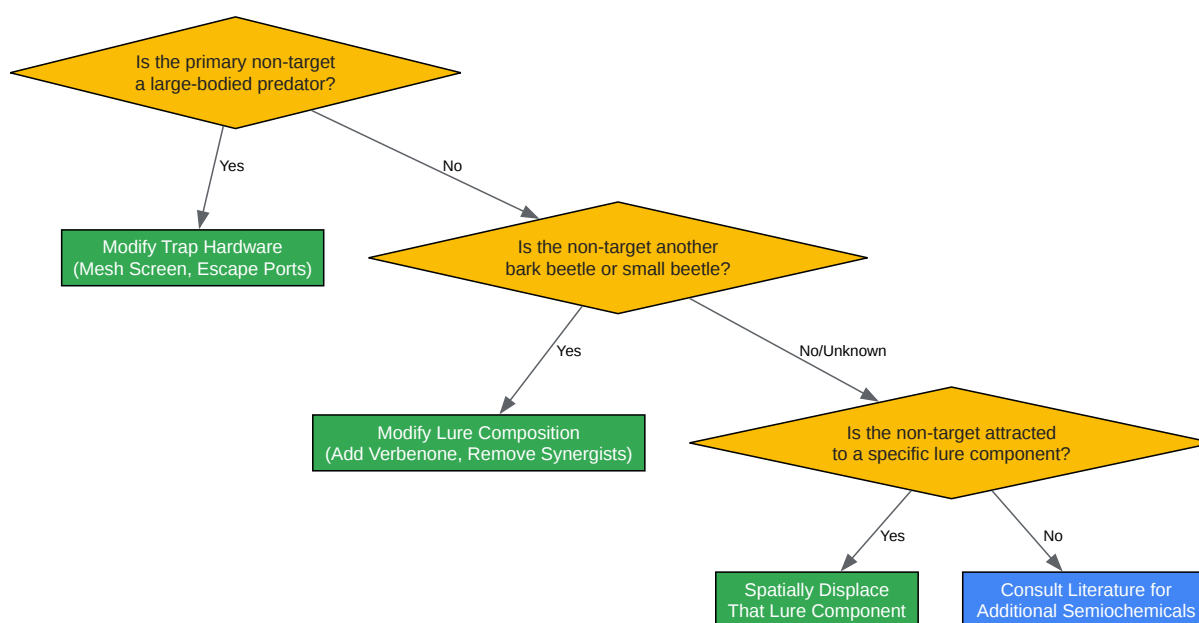 Is the primary non-target
a large-bodied predator?
Yes
No
Modify Trap Hardware
(Mesh Screen, Escape Ports)
Is the non-target another
bark beetle or small beetle?
Yes
No/Unknown
Modify Lure Composition
(Add Verbenone, Remove Synergists)
Is the non-target attracted
to a specific lure component?
Yes
No
Spatially Displace
That Lure Component
Consult Literature for
Additional Semiochemicals